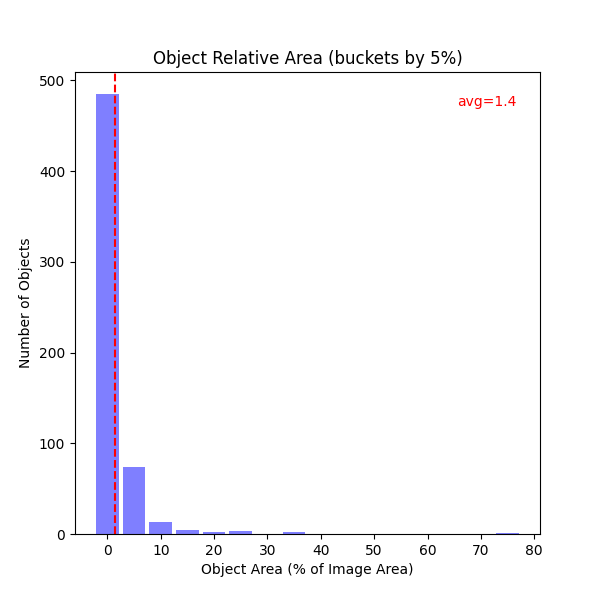 Object Relative Area (buckets by 5%)
avg=1.4
500
400
300
200
100
0
Number of Objects
0 10 20 30 40 50 60 70 80
Object Area (% of Image Area)